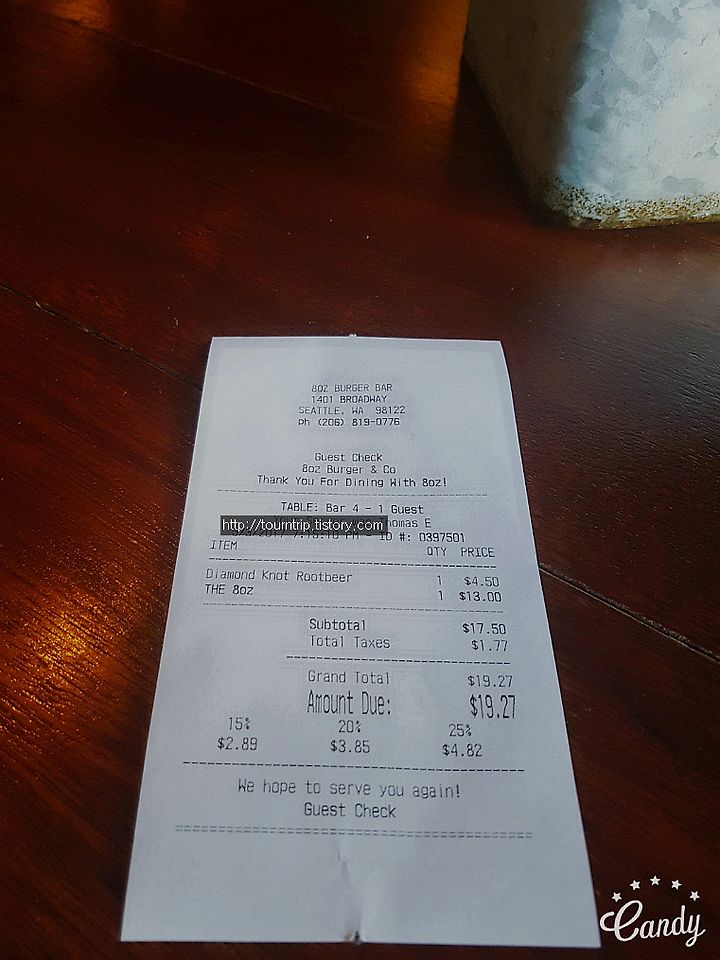 8OZ BURGER BAR
1401 BROADWAY
SEATTLE, WA 98122
ph (206) 819-0776
Guest Check
8oz Burger & Co
Thank You For Dining With 8oz!
TABLE: Bar 4 - 1 Guest
http://tourntrip.tistory.com
homas E
ID #: 0397501
ITEM QTY PRICE
Diamond Knot Rootbeer 1 $4.50
THE 8oz 1 $13.00
Subtotal $17.50
Total Taxes $1.77
Grand Total $19.27
Amount Due: $19.27
15% 20% 25%
$2.89 $3.85 $4.82
We hope to serve you again!
Guest Check
Candy